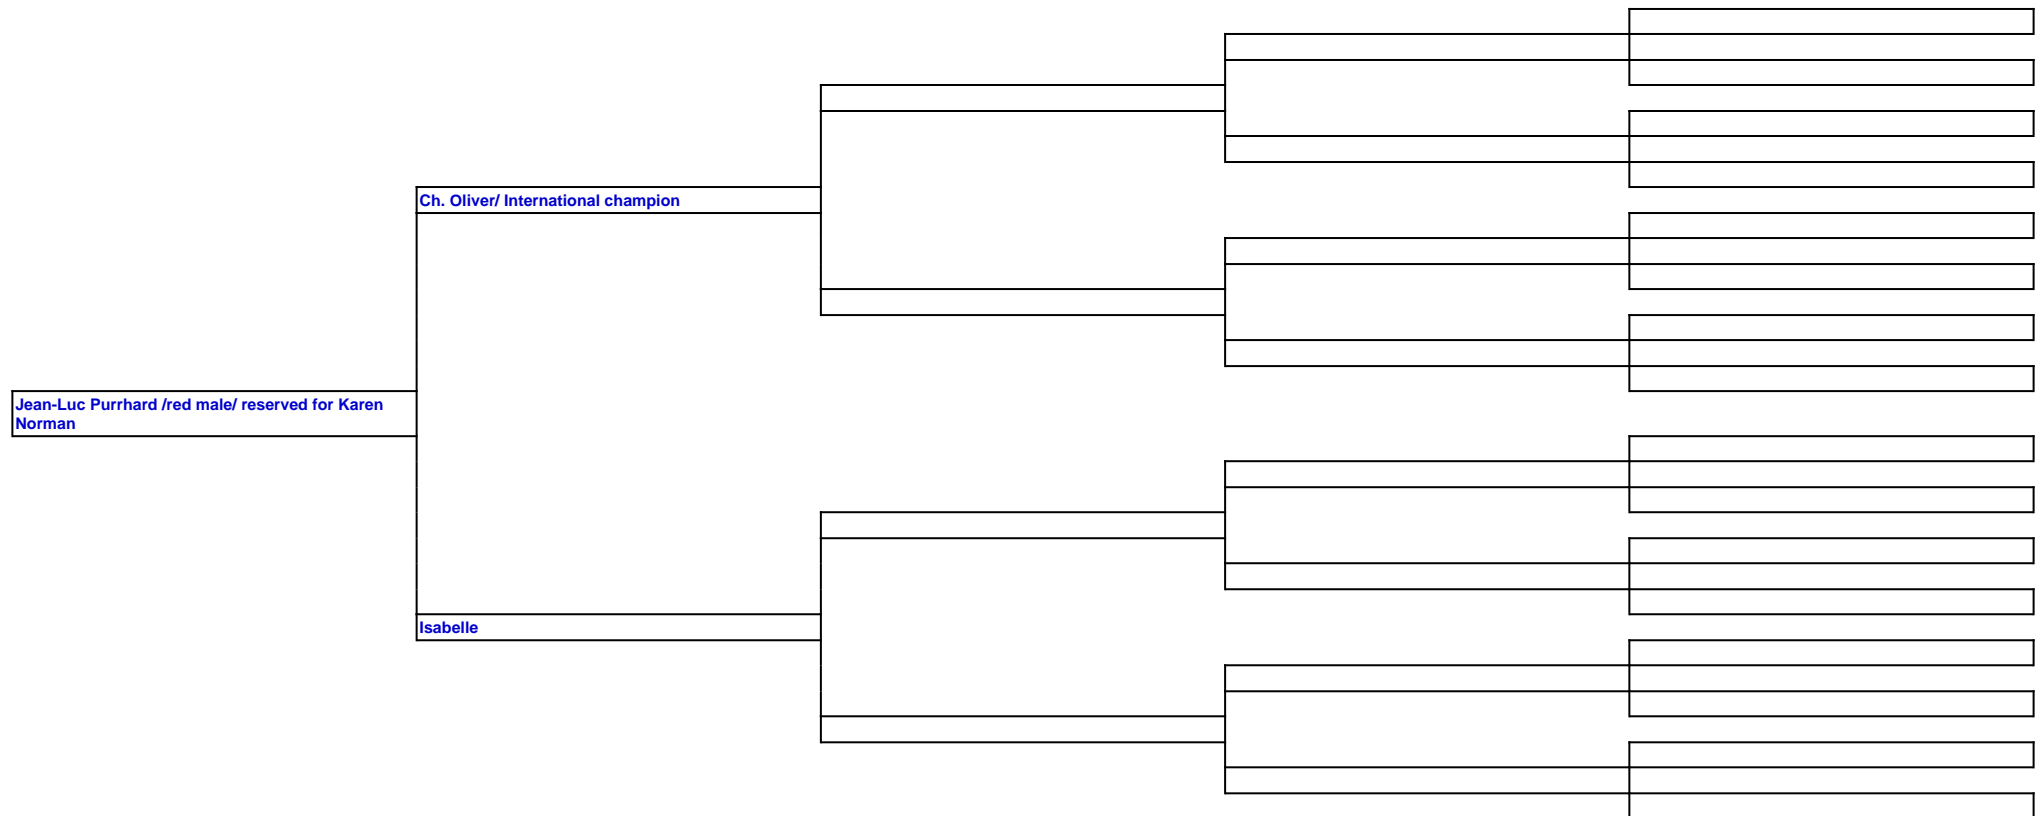 Ch. Oliver/ International champion
Jean-Luc Purrhard /red male/ reserved for Karen
Norman
Isabelle